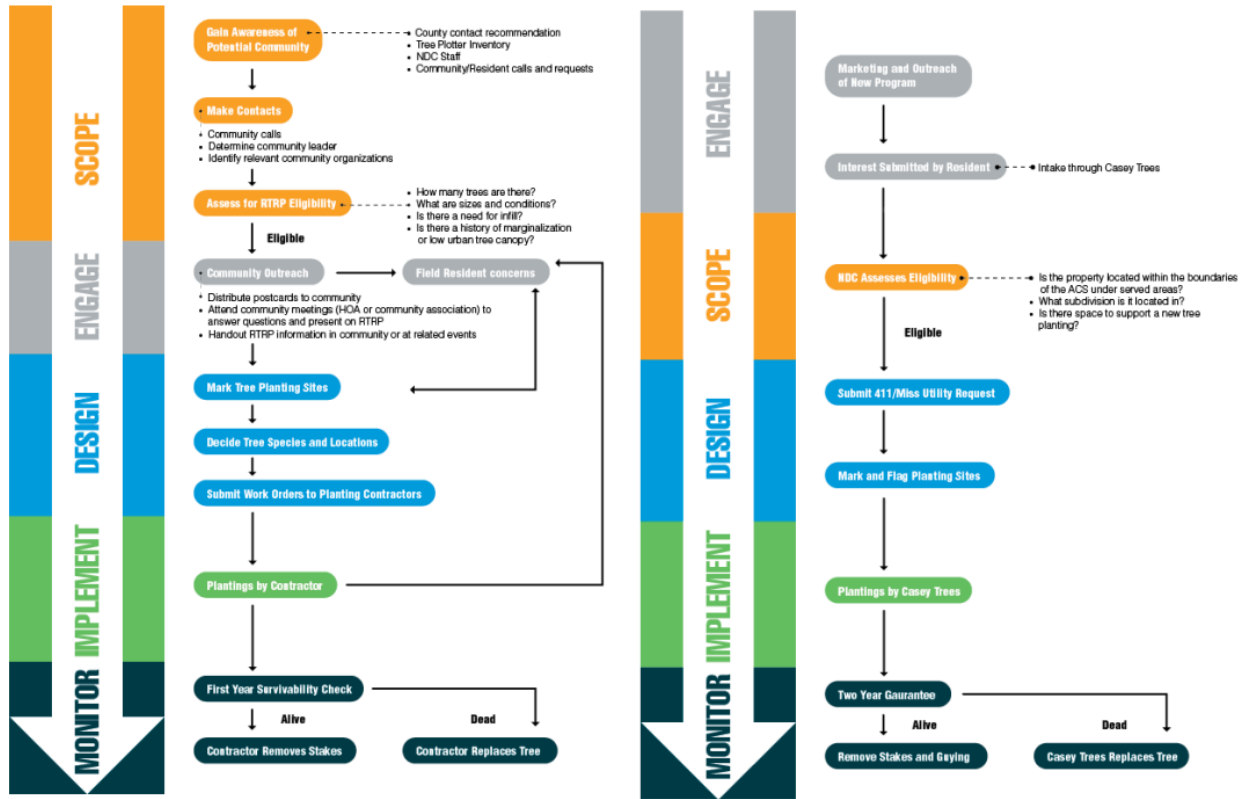 SCOPE
ENGAGE
DESIGN
IMPLEMENT
MONITOR
Gain Awareness of
Potential Community
• County contact recommendation
• Tree Plotter Inventory
• NDC Staff
• Community/Resident calls and requests
Make Contacts
• Community calls
• Determine community leader
• Identify relevant community organizations
Assess for RTRP Eligibility
• How many trees are there?
• What are sizes and conditions?
• Is there a need for infill?
• Is there a history of marginalization
or low urban tree canopy?
Eligible
Community Outreach
Field Resident concerns
• Distribute postcards to community
• Attend community meetings (HOA or community association) to
answer questions and present on RTRP
• Handout RTRP information in community or at related events
Mark Tree Planting Sites
Decide Tree Species and Locations
Submit Work Orders to Planting Contractors
Plantings by Contractor
First Year Survivability Check
Alive
Dead
Contractor Removes Stakes
Contractor Replaces Tree
ENGAGE
SCOPE
DESIGN
IMPLEMENT
MONITOR
Marketing and Outreach
of New Program
Interest Submitted by Resident
• Intake through Casey Trees
NDC Assesses Eligibility
• Is the property located within the boundaries
of the ACS under served areas?
• What subdivision is it located in?
• Is there space to support a new tree
planting?
Eligible
Submit 411/Miss Utility Request
Mark and Flag Planting Sites
Plantings by Casey Trees
Two Year Gaurantee
Alive
Dead
Remove Stakes and Guying
Casey Trees Replaces Tree